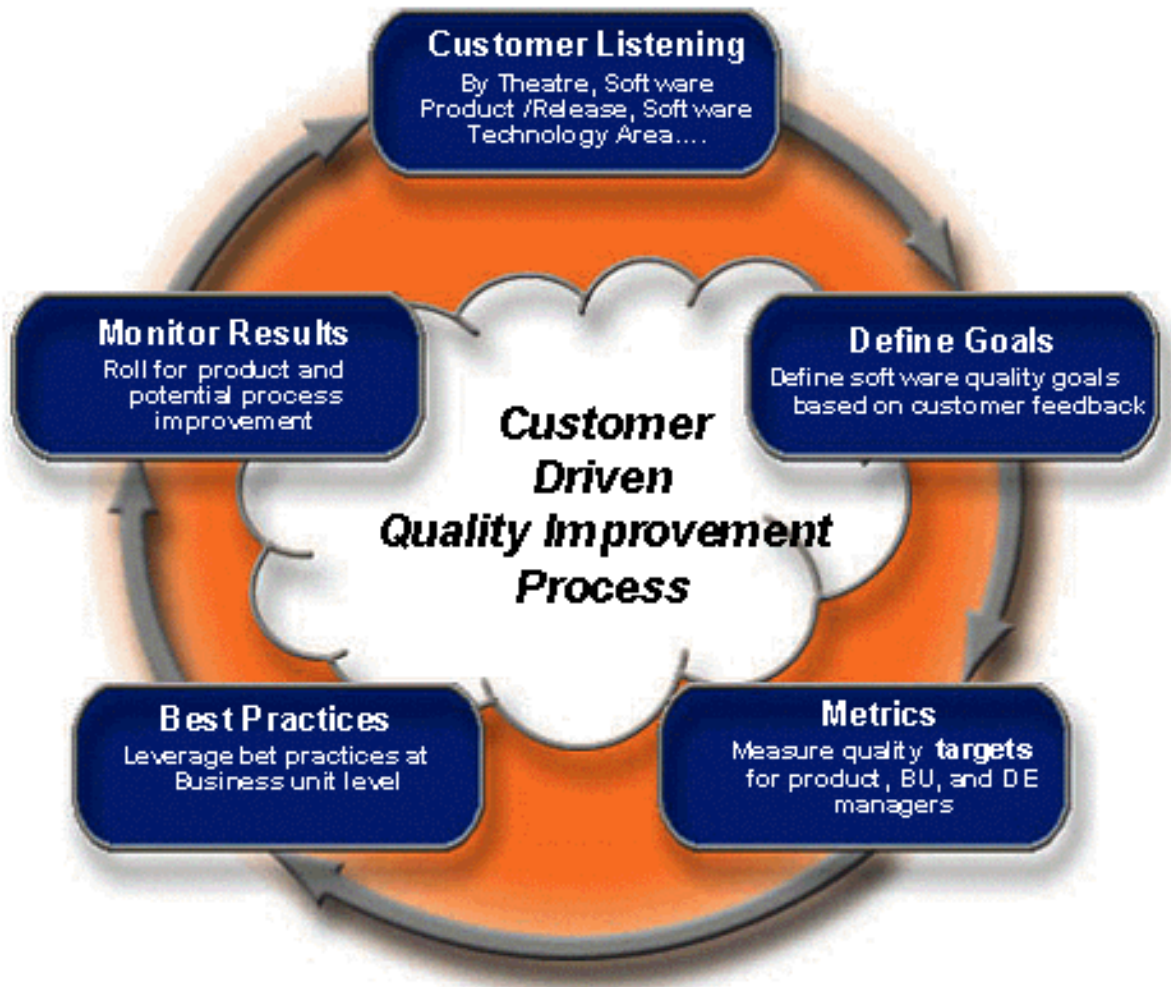 Customer Listening
By Theatre, Software
Product /Release, Software
Technology Area....
Monitor Results
Roll for product and
potential process
improvement
Define Goals
Define software quality goals
based on customer feedback
Customer
Driven
Quality Improvement
Process
Best Practices
Leverage bet practices at
Business unit level
Metrics
Measure quality targets
for product, BU, and DE
managers